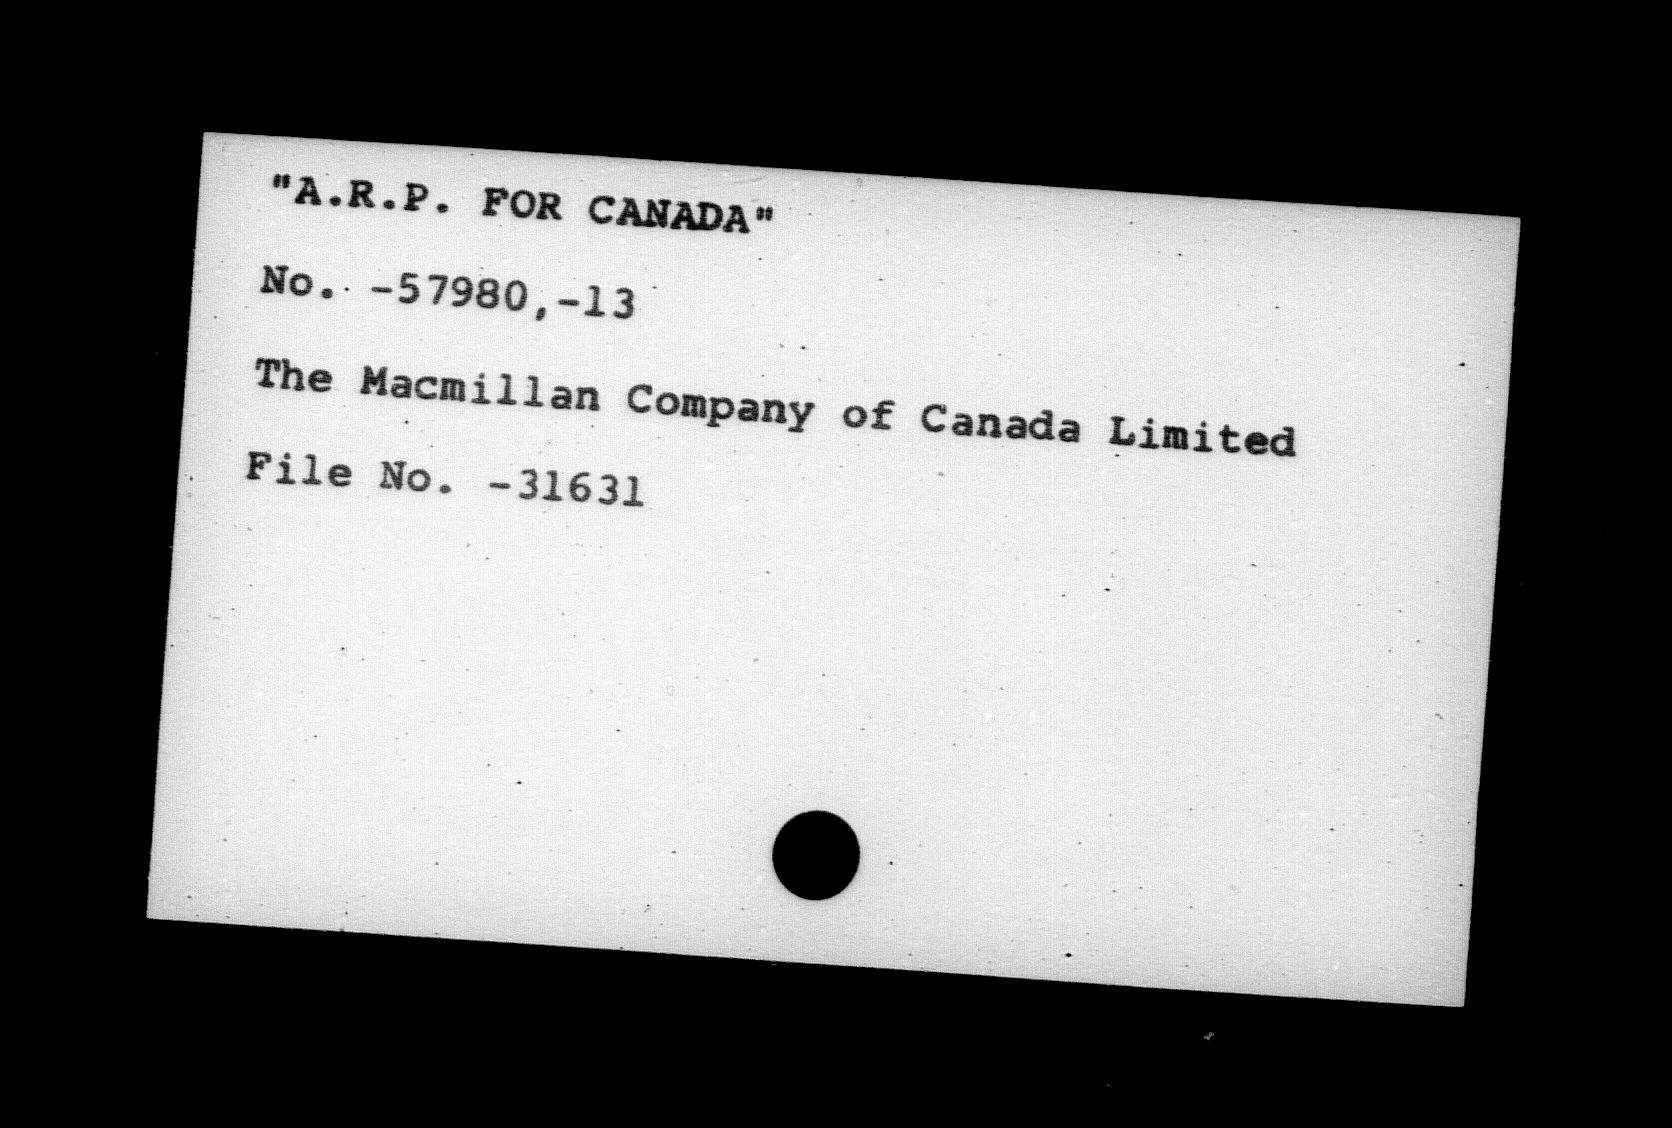 "A.R.P. FOR CANADA"
No. -57980,-13
The Macmillan Company of Canada Limited
File No. -31631